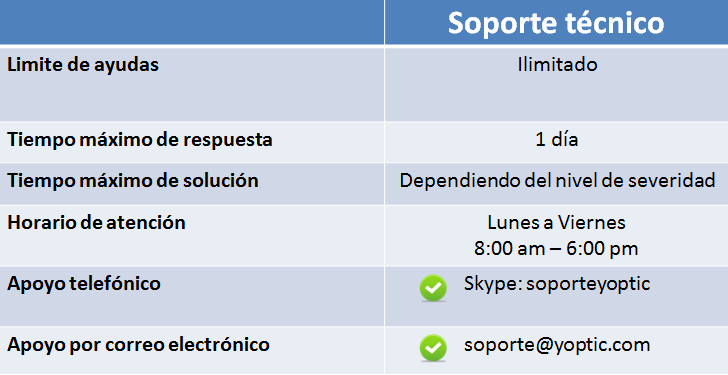 Soporte técnico
Limite de ayudas
Ilimitado
Tiempo máximo de respuesta
1 día
Tiempo máximo de solución
Dependiendo del nivel de severidad
Horario de atención
Lunes a Viernes
8:00 am – 6:00 pm
Apoyo telefónico
Skype: soporteyoptic
Apoyo por correo electrónico
soporte@yoptic.com